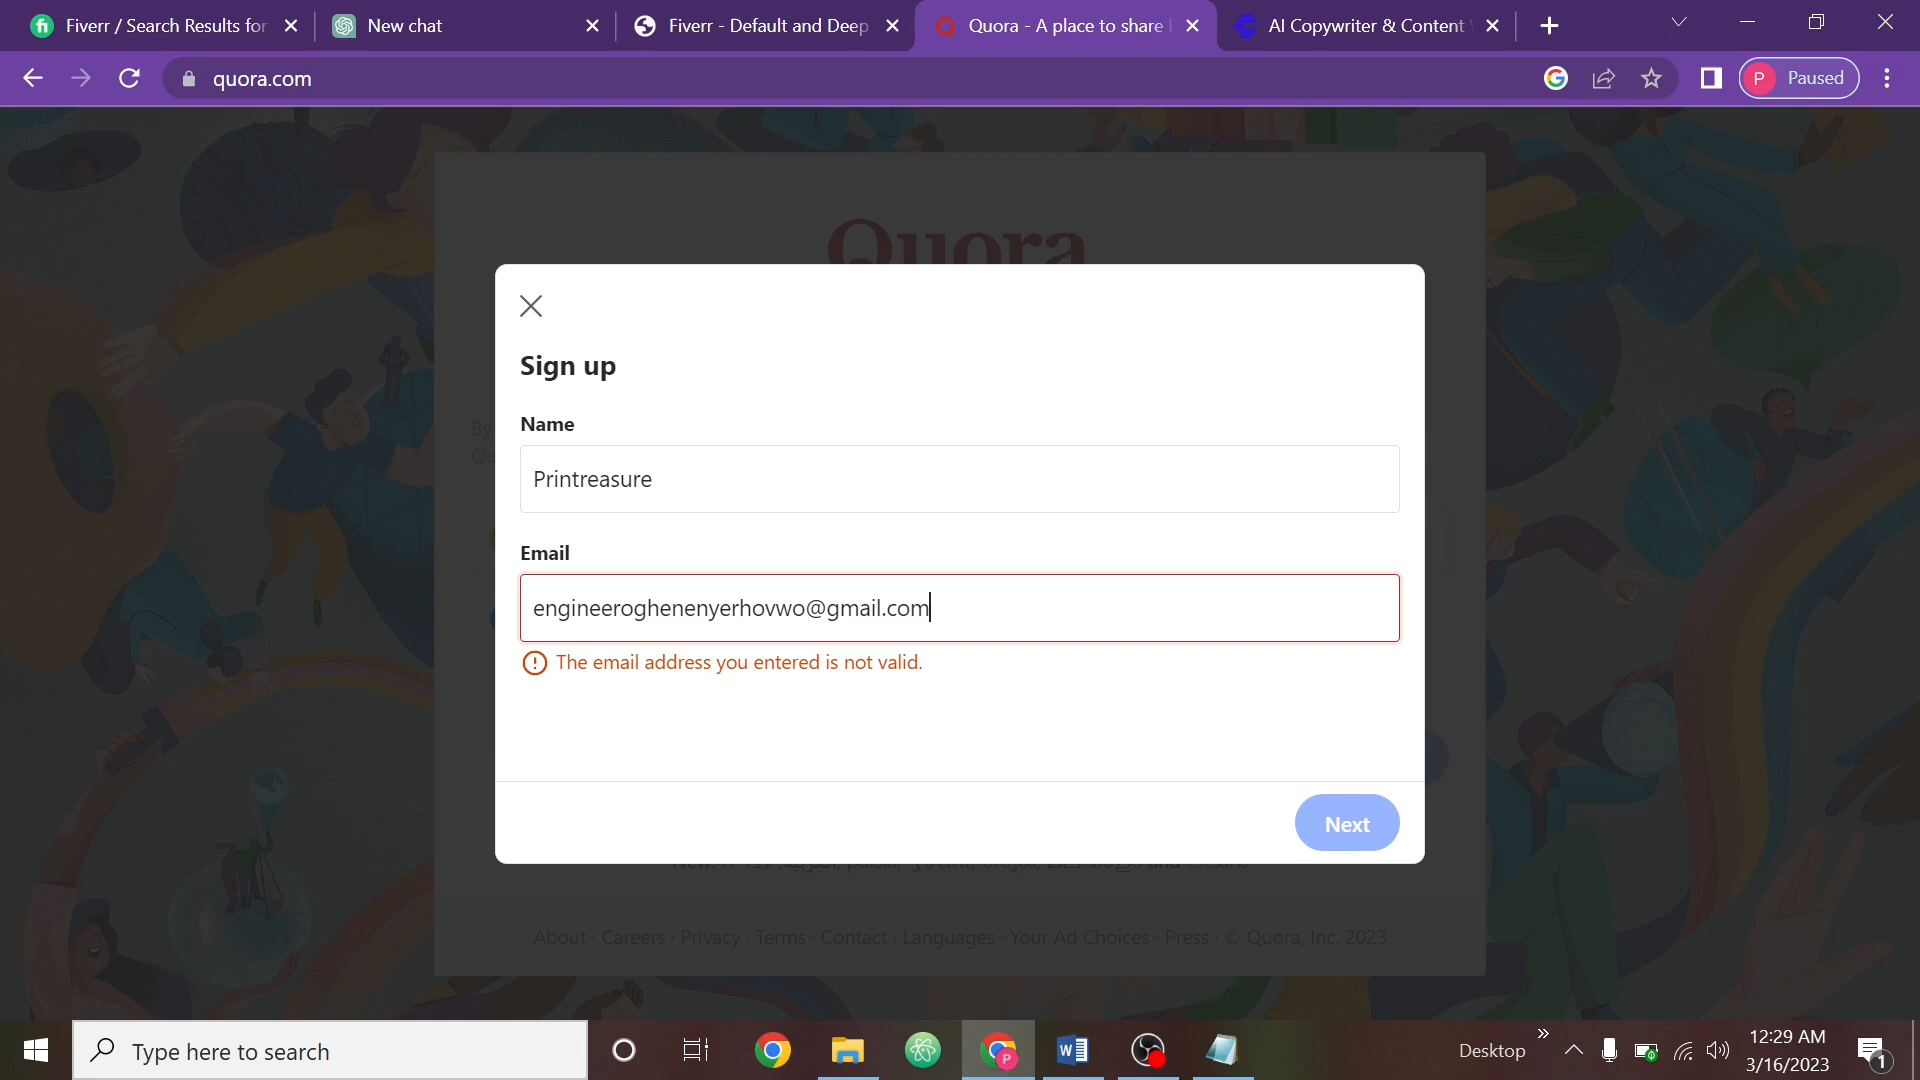 Fiverr / Search Results for
New chat
Fiverr - Default and Deep
Quora - A place to share
AI Copywriter & Content
quora.com
P
Paused
Quora
Sign up
Name
Printreasure
Email
engineeroghenenyerhovwo@gmail.com
The email address you entered is not valid.
Next
About · Careers · Privacy · Terms · Contact · Languages · Your Ad Choices · Press · © Quora, Inc. 2023
Type here to search
Desktop
12:29 AM
3/16/2023
1